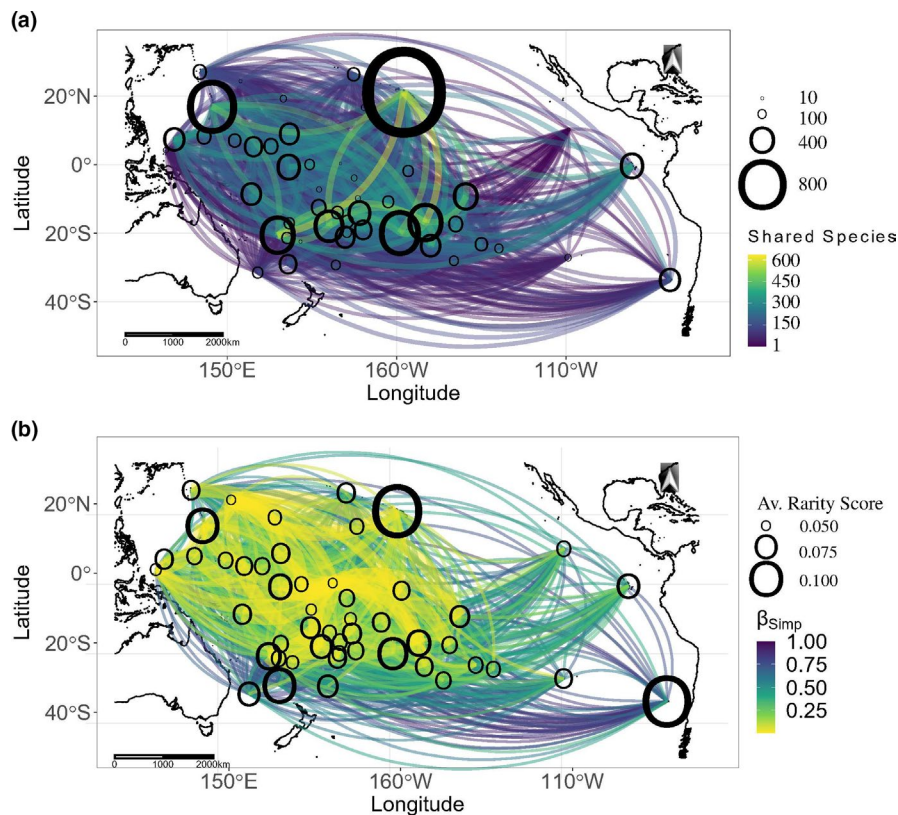 (a)
Latitude
20°N
0°
20°S
40°S
0 1000 2000km
150°E 160°W 110°W
Longitude
10
100
400
800
Shared Species
600
450
300
150
1
(b)
Latitude
20°N
0°
20°S
40°S
0 1000 2000km
150°E 160°W 110°W
Longitude
Av. Rarity Score
0.050
0.075
0.100
βSimp
1.00
0.75
0.50
0.25